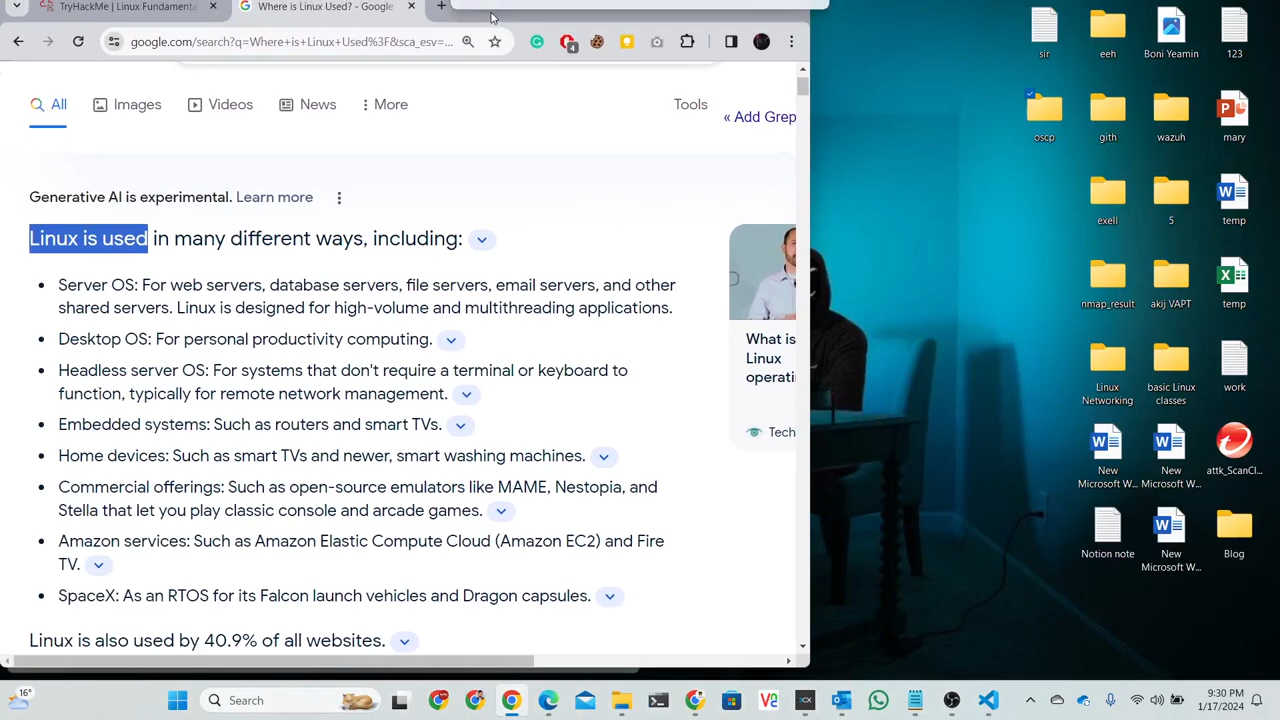 TryHackMe | Linux Fundamenta
Where is Linux Used? - Google
google.com/search?q=Where+is+Linu
4
All
Images
Videos
News
More
Tools
« Add Grep
Generative AI is experimental. Learn more
Linux is used in many different ways, including:
Server OS: For web servers, database servers, file servers, email servers, and other
shared servers. Linux is designed for high-volume and multithreading applications.
Desktop OS: For personal productivity computing.
Headless server OS: For systems that don't require a terminal or keyboard to
function, typically for remote network management.
Embedded systems: Such as routers and smart TVs.
Home devices: Such as smart TVs and newer, smart washing machines.
Commercial offerings: Such as open-source emulators like MAME, Nestopia, and
Stella that let you play classic console and arcade games.
Amazon services: Such as Amazon Elastic Compute Cloud (Amazon EC2) and Fire
TV.
SpaceX: As an RTOS for its Falcon launch vehicles and Dragon capsules.
Linux is also used by 40.9% of all websites.
What is
Linux
operati
Tech
sir
eeh
Boni Yeamin
123
oscp
gith
wazuh
mary
exell
5
temp
nmap_result
akij VAPT
temp
Linux
Networking
basic Linux
classes
work
New
Microsoft W...
New
Microsoft W...
attk_ScanCl...
Notion note
New
Microsoft W...
Blog
16°
Search
9:30 PM
1/17/2024